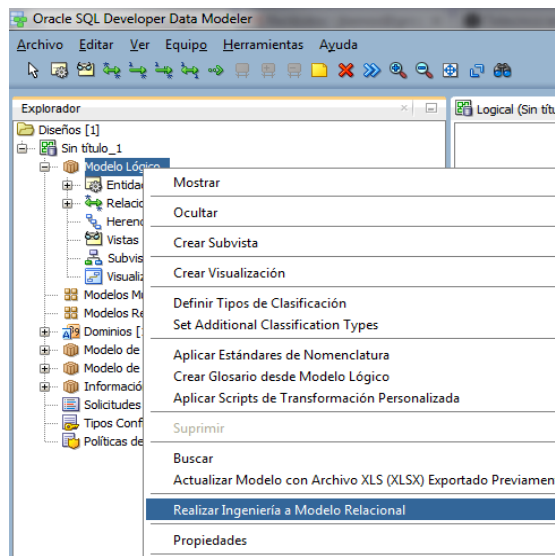 Oracle SQL Developer Data Modeler
Archivo Editar Ver Equipo Herramientas Ayuda
Explorador
Logical (Sin títu
Diseños [1]
Sin título_1
Modelo Lógico
Entida
Relacio
Herenc
Vistas
Subvis
Visualiz
Modelos Mu
Modelos Re
Dominios [
Modelo de
Modelo de
Informació
Solicitudes
Tipos Conf
Políticas de
Mostrar
Ocultar
Crear Subvista
Crear Visualización
Definir Tipos de Clasificación
Set Additional Classification Types
Aplicar Estándares de Nomenclatura
Crear Glosario desde Modelo Lógico
Aplicar Scripts de Transformación Personalizada
Suprimir
Buscar
Actualizar Modelo con Archivo XLS (XLSX) Exportado Previamen
Realizar Ingeniería a Modelo Relacional
Propiedades